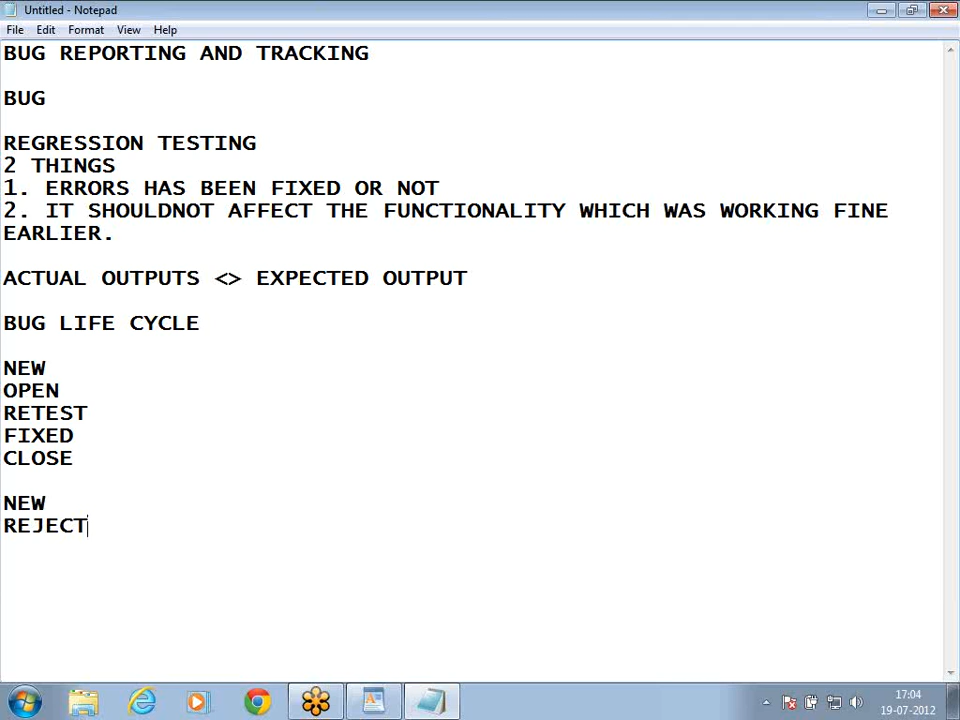 Untitled - Notepad
File Edit Format View Help
BUG REPORTING AND TRACKING
BUG
REGRESSION TESTING
2 THINGS
1. ERRORS HAS BEEN FIXED OR NOT
2. IT SHOULDNOT AFFECT THE FUNCTIONALITY WHICH WAS WORKING FINE
EARLIER.
ACTUAL OUTPUTS <> EXPECTED OUTPUT
BUG LIFE CYCLE
NEW
OPEN
RETEST
FIXED
CLOSE
NEW
REJECT
17:04
19-07-2012